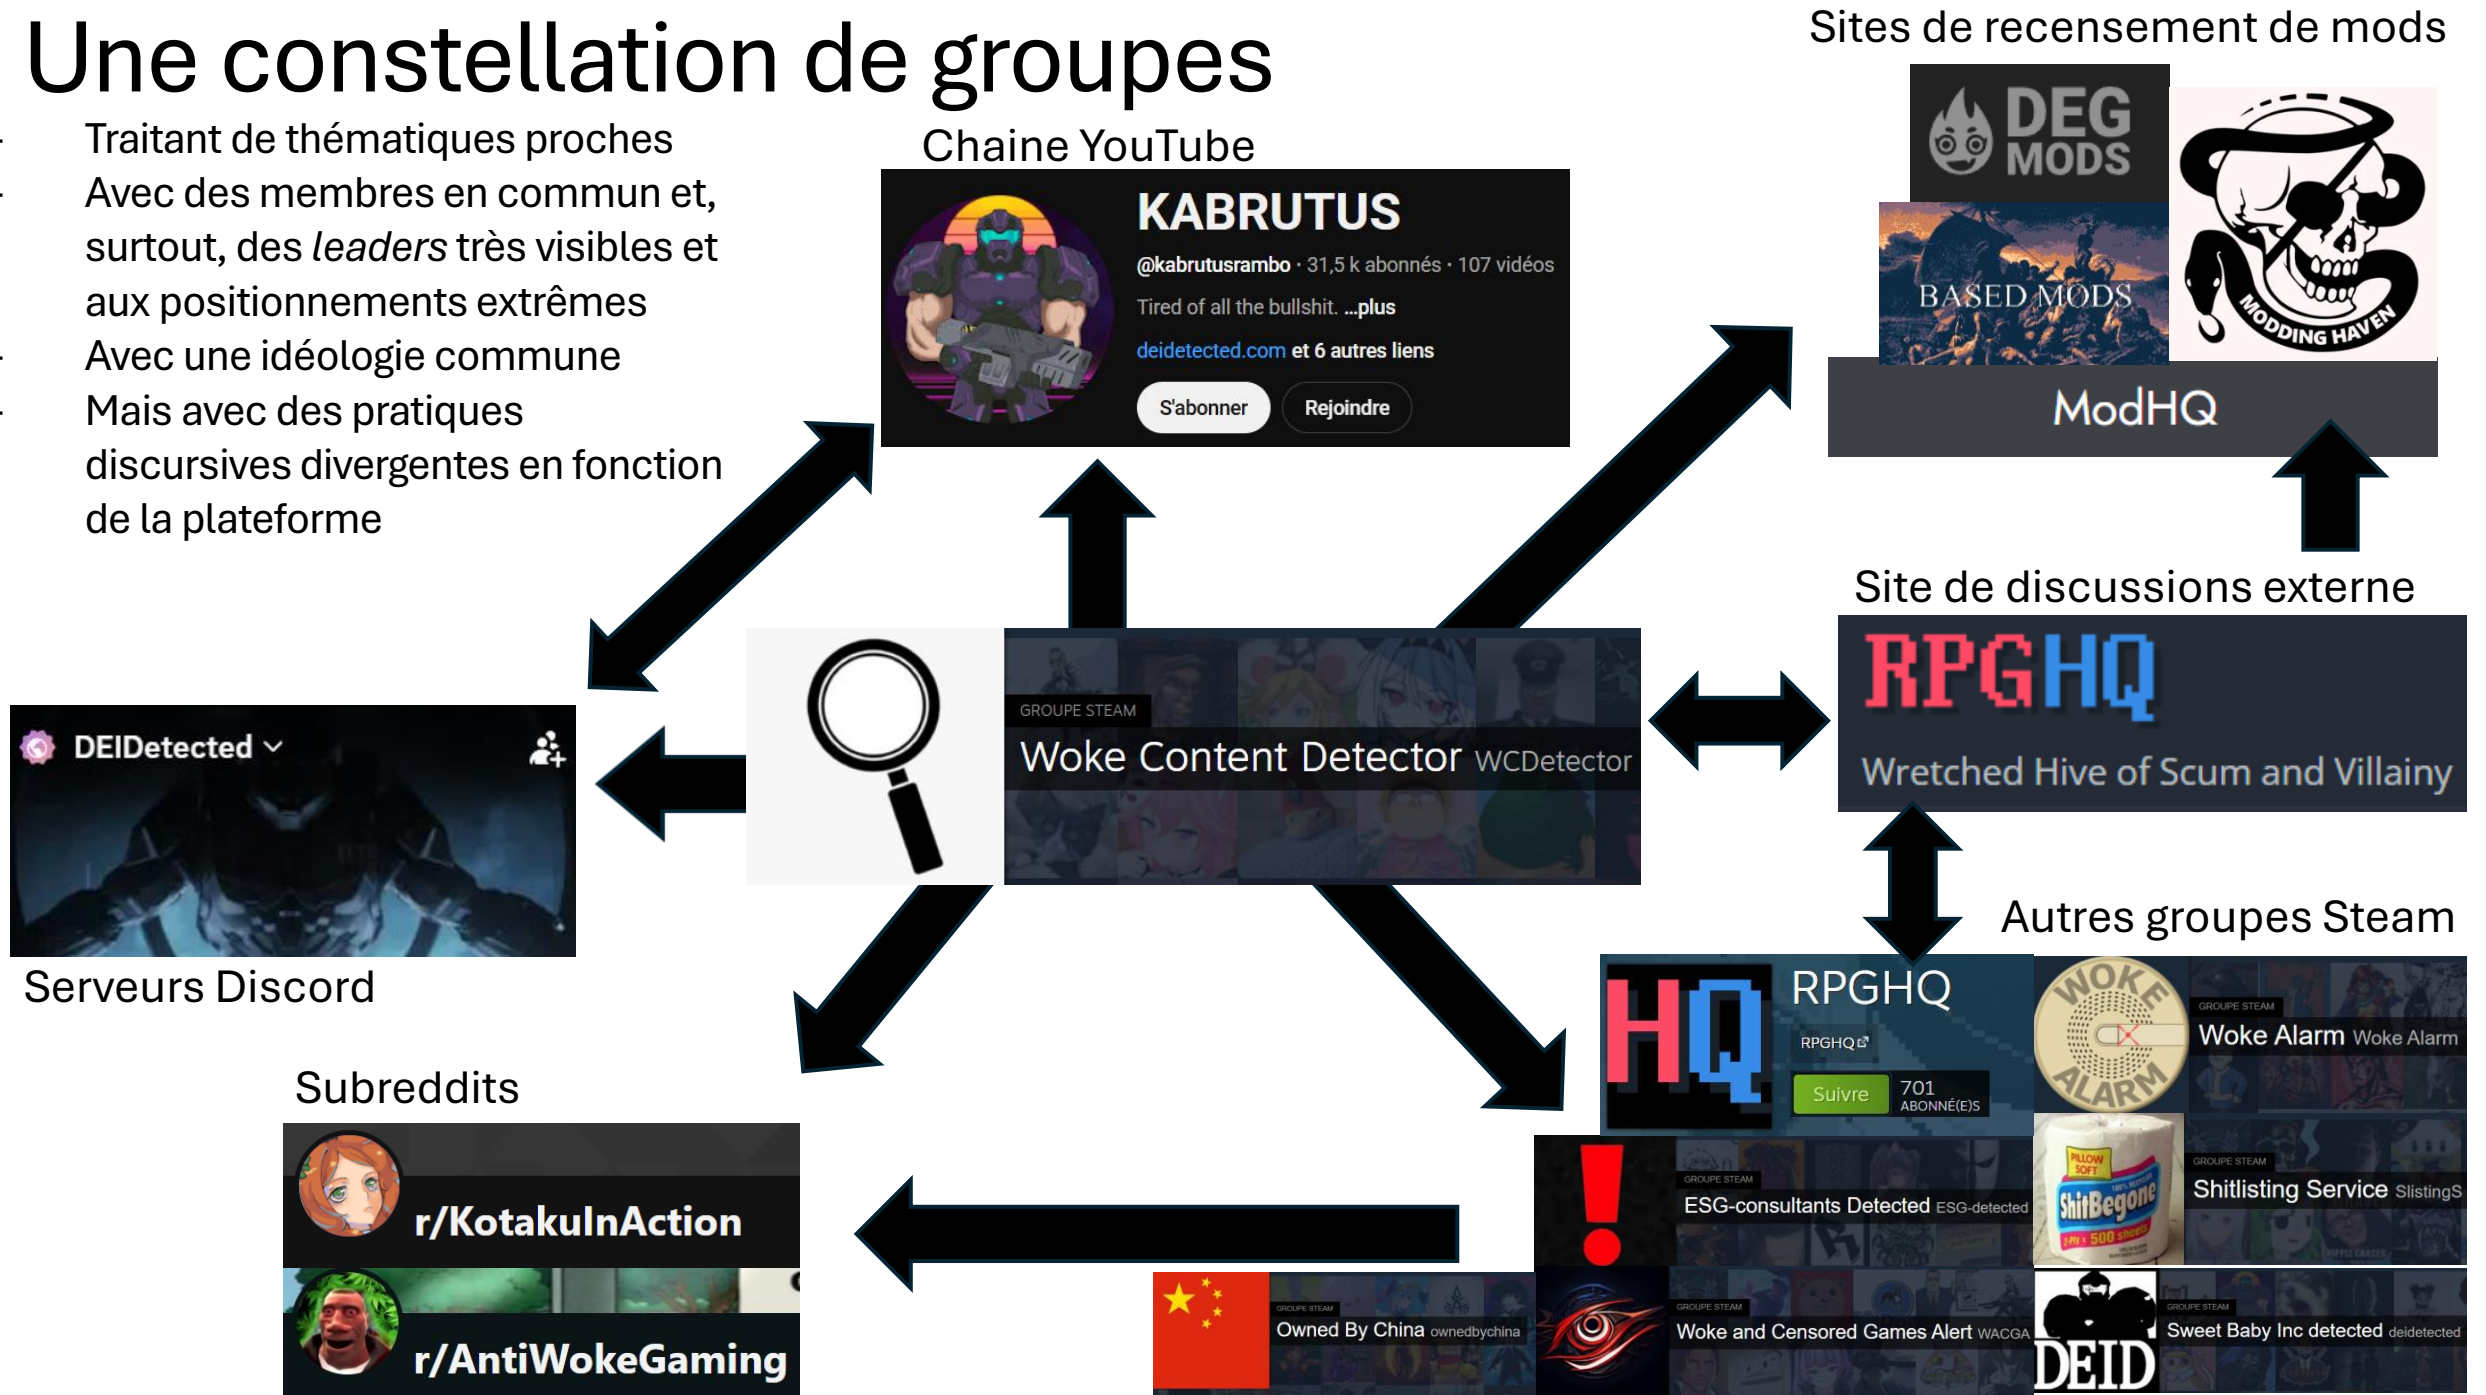 Une constellation de groupes
- Traitant de thématiques proches
- Avec des membres en commun et,
surtout, des leaders très visibles et
aux positionnements extrêmes
- Avec une idéologie commune
- Mais avec des pratiques
discursives divergentes en fonction
de la plateforme
Chaine YouTube
KABRUTUS
@kabrutusrambo · 31,5 k abonnés · 107 vidéos
Tired of all the bullshit. ...plus
deidetected.com et 6 autres liens
S'abonner
Rejoindre
Sites de recensement de mods
DEG
MODS
BASED MODS
MODDING HAVEN
ModHQ
Site de discussions externe
RPGHQ
Wretched Hive of Scum and Villainy
GROUPE STEAM
Woke Content Detector WCDetector
DEIDetected
Serveurs Discord
Autres groupes Steam
HQ
RPGHQ
RPGHQ
Suivre
701
ABONNÉ(E)S
WOKE
ALARM
GROUPE STEAM
Woke Alarm Woke Alarm
GROUPE STEAM
ESG-consultants Detected ESG-detected
PILLOW
SOFT
ShitBegone
500 sheets
GROUPE STEAM
Shitlisting Service SlistingS
GROUPE STEAM
Owned By China ownedbychina
GROUPE STEAM
Woke and Censored Games Alert WACGA
DEID
GROUPE STEAM
Sweet Baby Inc detected deidetected
Subreddits
r/KotakuInAction
r/AntiWokeGaming